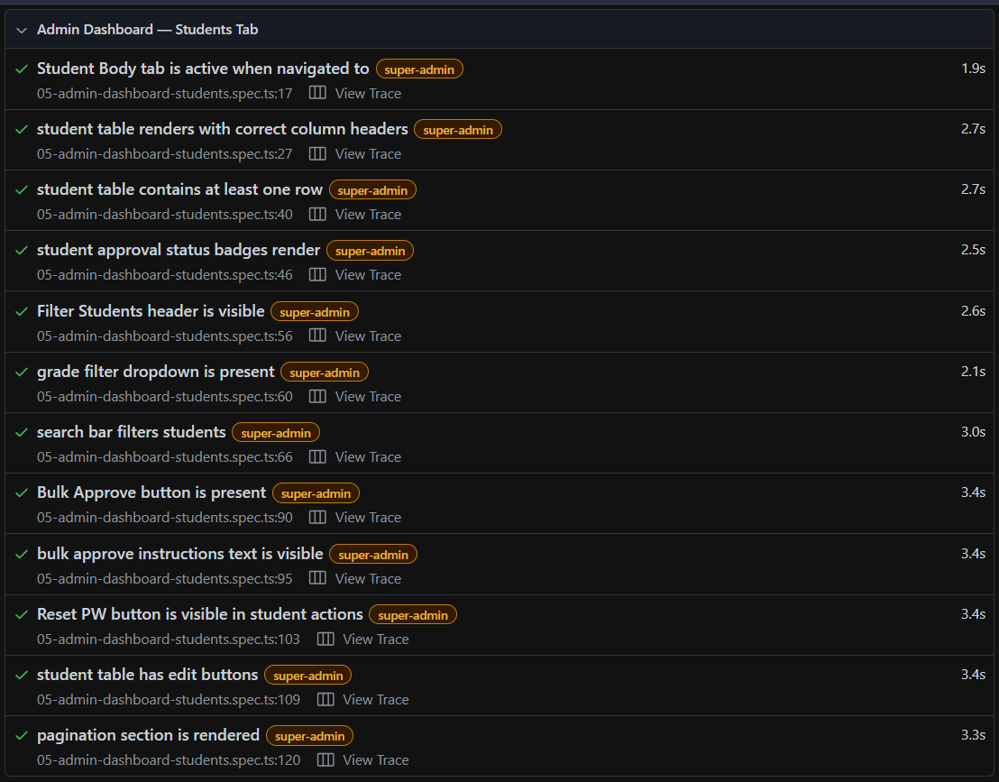 Admin Dashboard — Students Tab
Student Body tab is active when navigated to super-admin 1.9s
05-admin-dashboard-students.spec.ts:17 View Trace
student table renders with correct column headers super-admin 2.7s
05-admin-dashboard-students.spec.ts:27 View Trace
student table contains at least one row super-admin 2.7s
05-admin-dashboard-students.spec.ts:40 View Trace
student approval status badges render super-admin 2.5s
05-admin-dashboard-students.spec.ts:46 View Trace
Filter Students header is visible super-admin 2.6s
05-admin-dashboard-students.spec.ts:56 View Trace
grade filter dropdown is present super-admin 2.1s
05-admin-dashboard-students.spec.ts:60 View Trace
search bar filters students super-admin 3.0s
05-admin-dashboard-students.spec.ts:66 View Trace
Bulk Approve button is present super-admin 3.4s
05-admin-dashboard-students.spec.ts:90 View Trace
bulk approve instructions text is visible super-admin 3.4s
05-admin-dashboard-students.spec.ts:95 View Trace
Reset PW button is visible in student actions super-admin 3.4s
05-admin-dashboard-students.spec.ts:103 View Trace
student table has edit buttons super-admin 3.4s
05-admin-dashboard-students.spec.ts:109 View Trace
pagination section is rendered super-admin 3.3s
05-admin-dashboard-students.spec.ts:120 View Trace